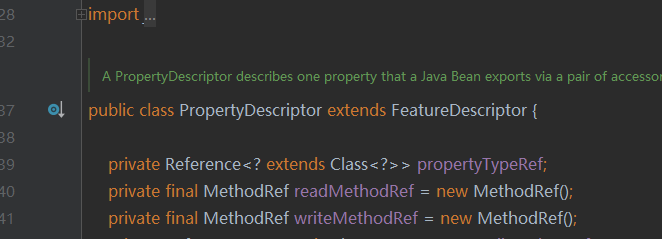 28 import ...
32
A PropertyDescriptor describes one property that a Java Bean exports via a pair of accessor
37 public class PropertyDescriptor extends FeatureDescriptor {
38
39 private Reference<? extends Class<?>> propertyTypeRef;
40 private final MethodRef readMethodRef = new MethodRef();
41 private final MethodRef writeMethodRef = new MethodRef();